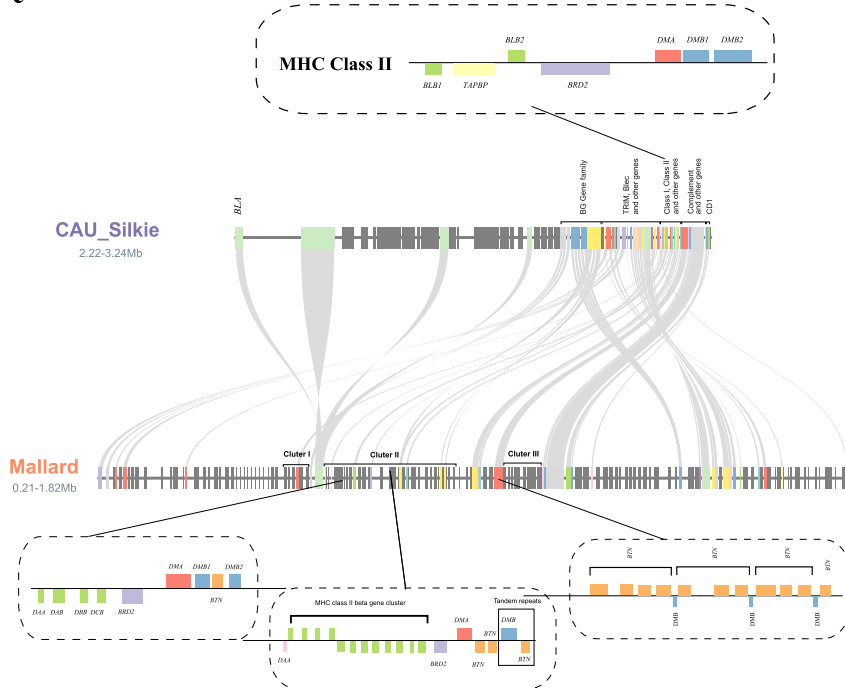 BLB2
DMA
DMB1
DMB2
MHC Class II
BLB1
TAPBP
BRD2
BLA
BG Gene family
TRIM, Blec
and other genes
Class I, Class II
and other genes
Complement
and other genes
CD1
CAU_Silkie
2.22-3.24Mb
Mallard
0.21-1.82Mb
Cluter I
Cluter II
Cluter III
DMA
DMB1
DMB2
BTN
DAA
DAB
DBB
DCB
BRD2
MHC class II beta gene cluster
Tandem repeats
DMA
BTN
DMB
DAA
BRD2
BTN
BTN
BTN
BTN
BTN
BTN
DMB
DMB
DMB